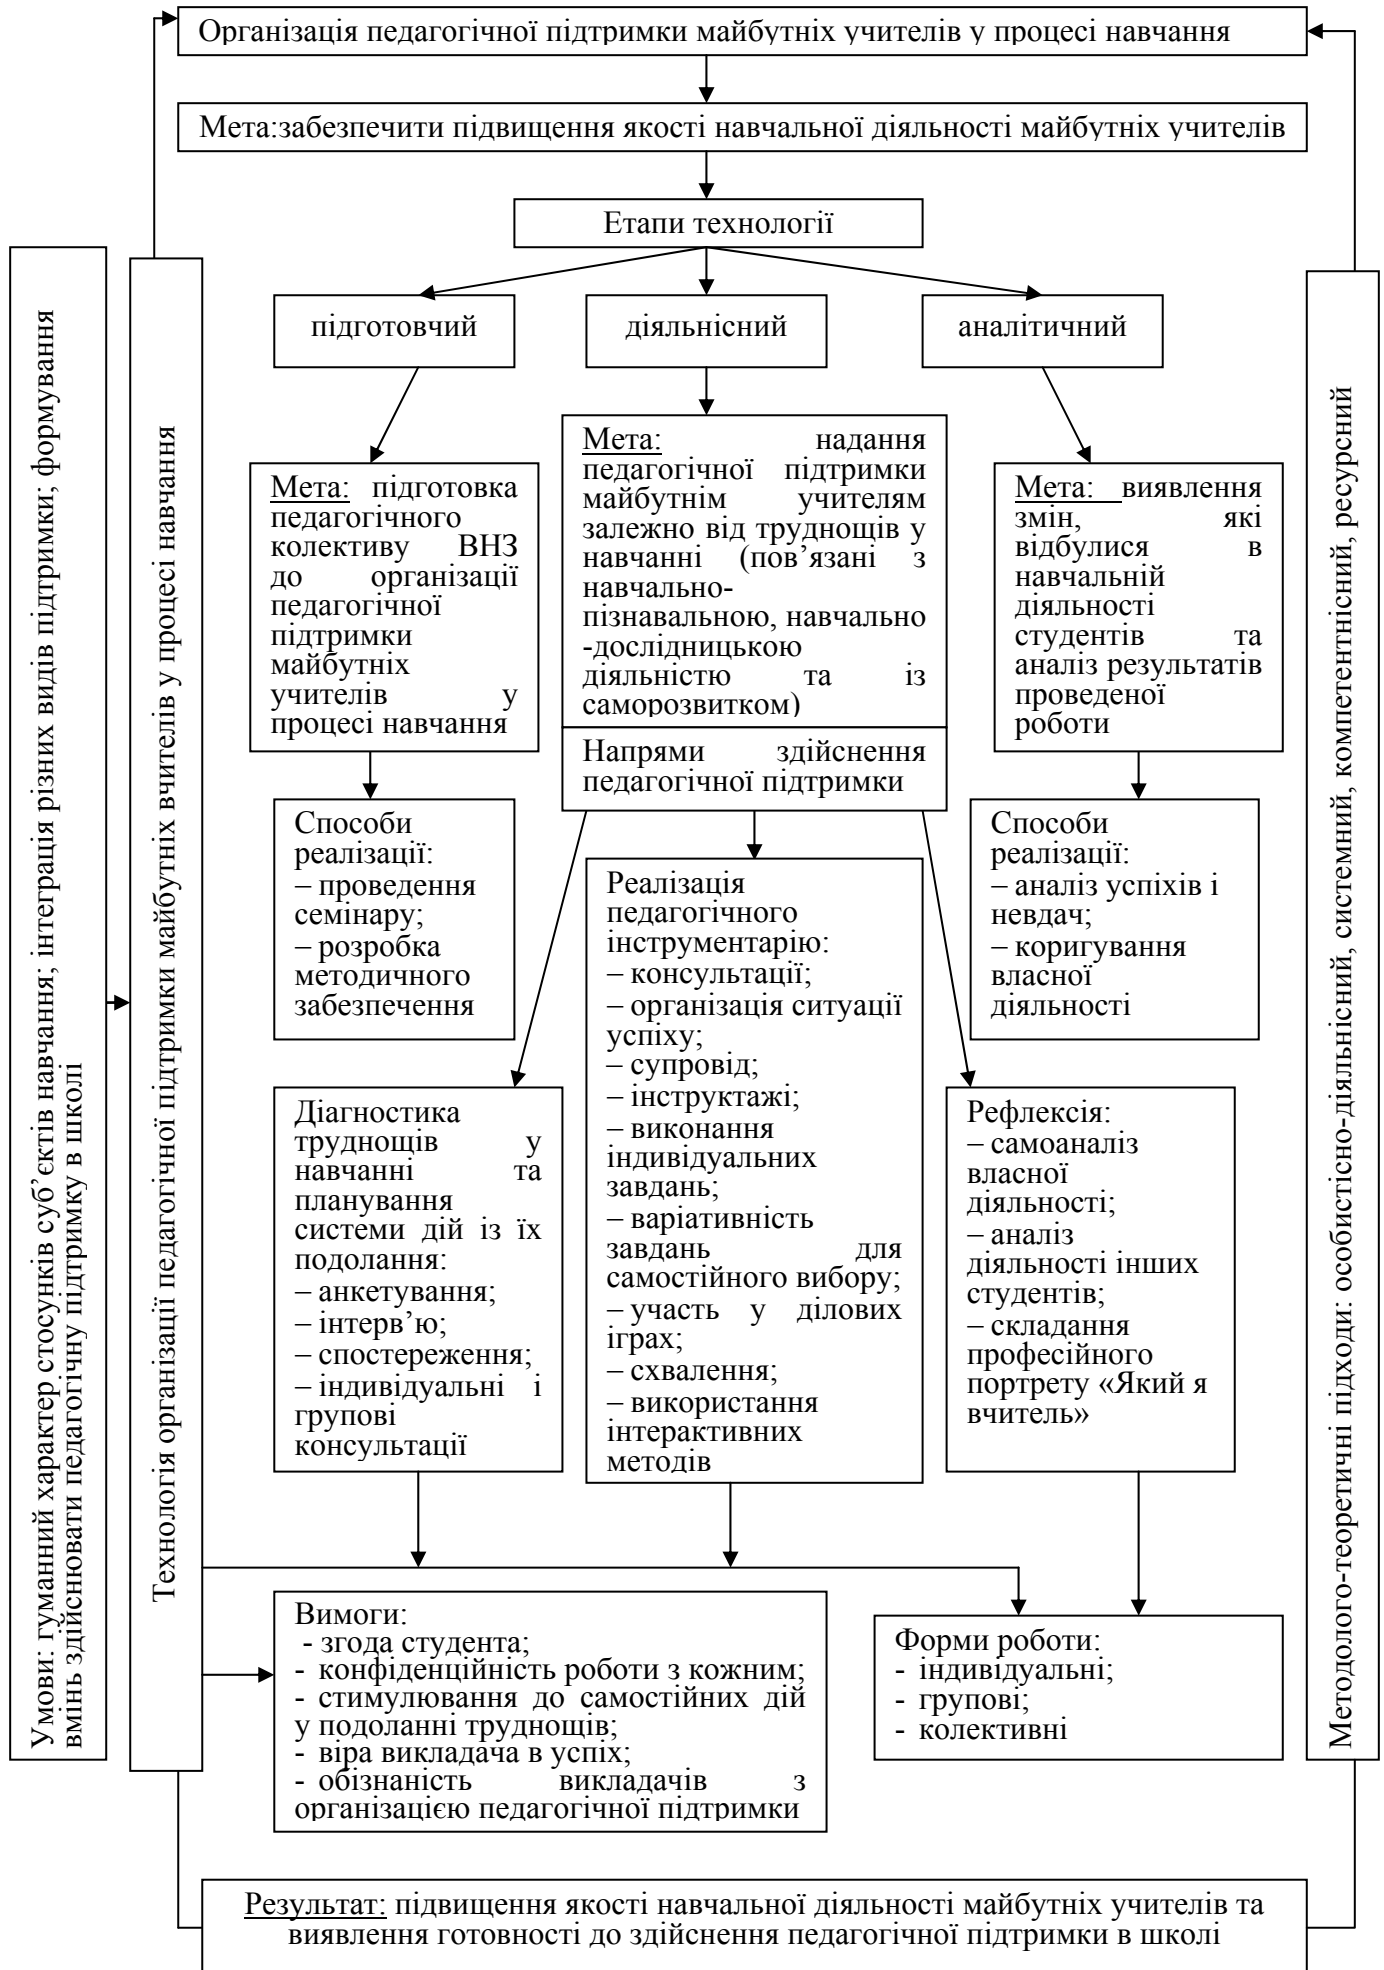 Організація педагогічної підтримки майбутніх учителів у процесі навчання
Мета:забезпечити підвищення якості навчальної діяльності майбутніх учителів
Етапи технології
підготовчий
діяльнісний
аналітичний
Умови: гуманний характер стосунків суб’єктів навчання; інтеграція різних видів підтримки; формування
вмінь здійснювати педагогічну підтримку в школі
Технологія організації педагогічної підтримки майбутніх вчителів у процесі навчання
Мета: підготовка
педагогічного
колективу ВНЗ
до організації
педагогічної
підтримки
майбутніх
учителів у
процесі навчання
Мета: надання
педагогічної підтримки
майбутнім учителям
залежно від труднощів у
навчанні (пов’язані з
навчально-
пізнавальною, навчально
-дослідницькою
діяльністю та із
саморозвитком)
Напрями здійснення
педагогічної підтримки
Мета: виявлення
змін, які
відбулися в
навчальній
діяльності
студентів та
аналіз результатів
проведеної
роботи
Способи
реалізації:
– проведення
семінару;
– розробка
методичного
забезпечення
Способи
реалізації:
– аналіз успіхів і
невдач;
– коригування
власної
діяльності
Діагностика
труднощів у
навчанні та
планування
системи дій із їх
подолання:
– анкетування;
– інтерв’ю;
– спостереження;
– індивідуальні і
групові
консультації
Реалізація
педагогічного
інструментарію:
– консультації;
– організація ситуації
успіху;
– супровід;
– інструктажі;
– виконання
індивідуальних
завдань;
– варіативність
завдань для
самостійного вибору;
– участь у ділових
іграх;
– схвалення;
– використання
інтерактивних
методів
Рефлексія:
– самоаналіз
власної
діяльності;
– аналіз
діяльності інших
студентів;
– складання
професійного
портрету «Який я
вчитель»
Вимоги:
- згода студента;
- конфіденційність роботи з кожним;
- стимулювання до самостійних дій
у подоланні труднощів;
- віра викладача в успіх;
- обізнаність викладачів з
організацією педагогічної підтримки
Форми роботи:
- індивідуальні;
- групові;
- колективні
Методолого-теоретичні підходи: особистісно-діяльнісний, системний, компетентнісний, ресурсний
Результат: підвищення якості навчальної діяльності майбутніх учителів та
виявлення готовності до здійснення педагогічної підтримки в школі